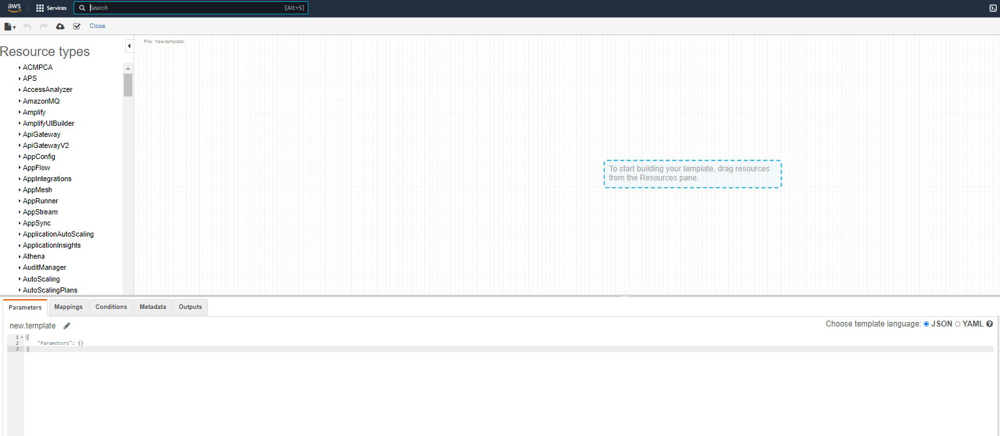 aws
Services
Search
[Alt+S]
Close
Resource types
ACMPCA
APS
AccessAnalyzer
AmazonMQ
Amplify
AmplifyUIBuilder
ApiGateway
ApiGatewayV2
AppConfig
AppFlow
AppIntegrations
AppMesh
AppRunner
AppStream
AppSync
ApplicationAutoScaling
ApplicationInsights
Athena
AuditManager
AutoScaling
AutoScalingPlans
File: 'new.template'
To start building your template, drag resources
from the Resources pane.
Parameters
Mappings
Conditions
Metadata
Outputs
new.template
Choose template language: JSON YAML ?
1 {
2 "Parameters": {}
3 }